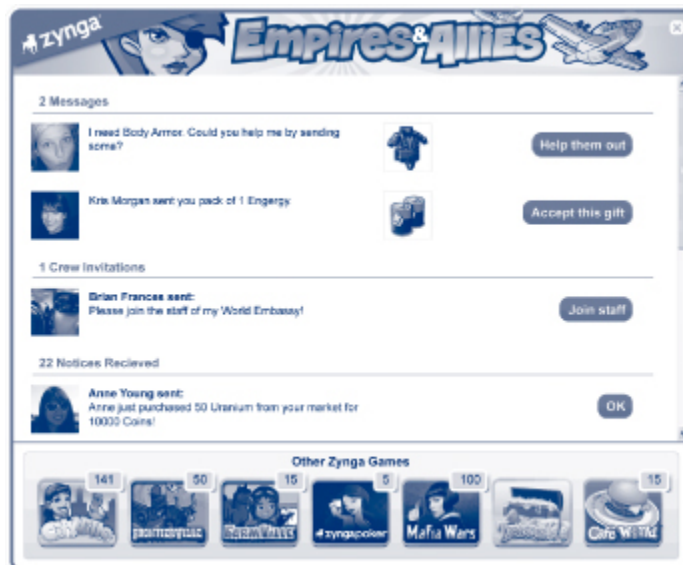 zynga
EMPIRES & ALLIES
2 Messages
I need Body Armor. Could you help me by sending
some?
Help them out
Kris Morgan sent you pack of 1 Engergy
Accept this gift
1 Crew Invitations
Brian Frances sent:
Please join the staff of my World Embassy!
Join staff
22 Notices Recieved
Anne Young sent:
Anne just purchased 50 Uranium from your market for
10000 Coins!
OK
Other Zynga Games
141
50
15
5
100
15
FrontierVille
FarmVille
zyngapoker
Mafia Wars
Café World